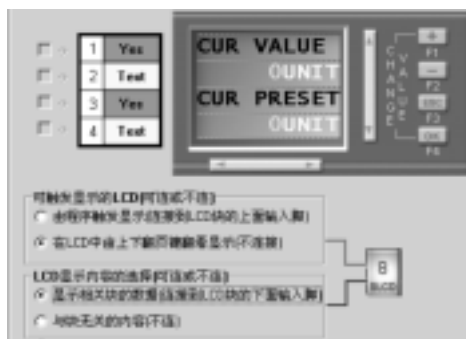 1 Yes
2 Text
3 Yes
4 Text
CUR VALUE
0UNIT
CUR PRESET
0UNIT
CHANGE VALUE
+
F1
−
F2
ESC
F3
OK
F4
可触发显示的LCD(可连或不连)
由程序触发显示(连接到LCD块的上面输入脚)
在LCD中由上下翻页键翻看显示(不连接)
LCD显示内容的选择(可连或不连)
显示相关块的数据(连接到LCD块的下面输入脚)
与块无关的内容(不连)
B